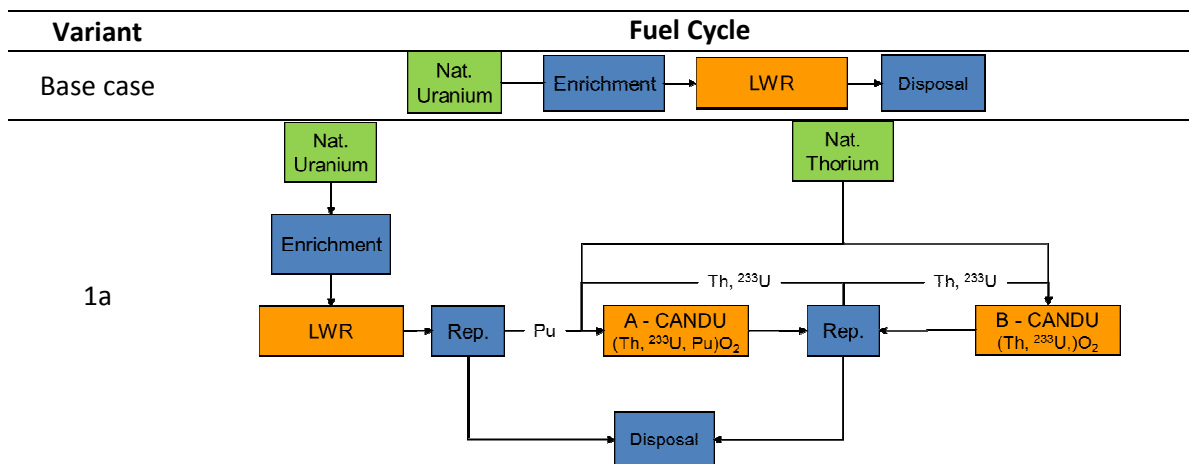 Variant
Fuel Cycle
Base case
Nat.
Uranium
Enrichment
LWR
Disposal
1a
Nat.
Uranium
Nat.
Thorium
Enrichment
Th, ²³³U
Th, ²³³U
LWR
Rep.
Pu
A - CANDU
(Th, ²³³U, Pu)O₂
Rep.
B - CANDU
(Th, ²³³U,)O₂
Disposal